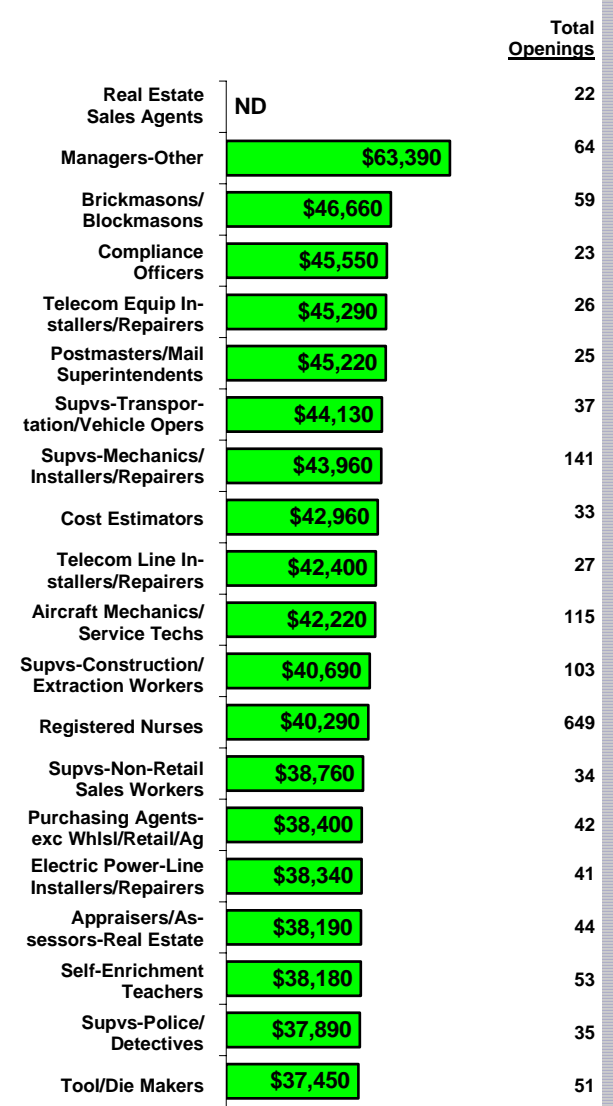 Total
Openings
Real Estate
Sales Agents
ND
22
Managers-Other
$63,390
64
Brickmasons/
Blockmasons
$46,660
59
Compliance
Officers
$45,550
23
Telecom Equip In-
stallers/Repairers
$45,290
26
Postmasters/Mail
Superintendents
$45,220
25
Supvs-Transpor-
tation/Vehicle Opers
$44,130
37
Supvs-Mechanics/
Installers/Repairers
$43,960
141
Cost Estimators
$42,960
33
Telecom Line In-
stallers/Repairers
$42,400
27
Aircraft Mechanics/
Service Techs
$42,220
115
Supvs-Construction/
Extraction Workers
$40,690
103
Registered Nurses
$40,290
649
Supvs-Non-Retail
Sales Workers
$38,760
34
Purchasing Agents-
exc Whlsl/Retail/Ag
$38,400
42
Electric Power-Line
Installers/Repairers
$38,340
41
Appraisers/As-
sessors-Real Estate
$38,190
44
Self-Enrichment
Teachers
$38,180
53
Supvs-Police/
Detectives
$37,890
35
Tool/Die Makers
$37,450
51